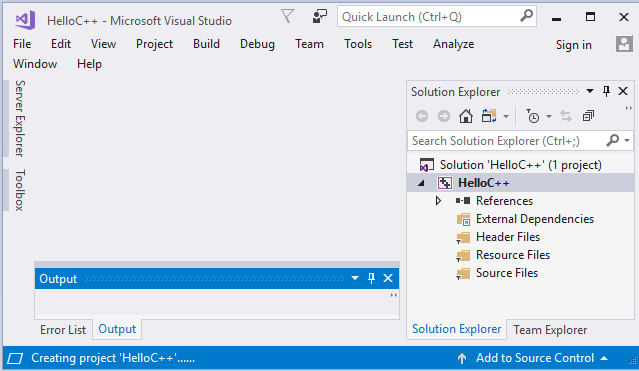 HelloC++ - Microsoft Visual Studio
Quick Launch (Ctrl+Q)
File Edit View Project Build Debug Team Tools Test Analyze Sign in
Window Help
Server Explorer
Toolbox
Solution Explorer
Search Solution Explorer (Ctrl+;)
Solution 'HelloC++' (1 project)
HelloC++
References
External Dependencies
Header Files
Resource Files
Source Files
Output
Error List Output
Solution Explorer Team Explorer
Creating project 'HelloC++'...... Add to Source Control